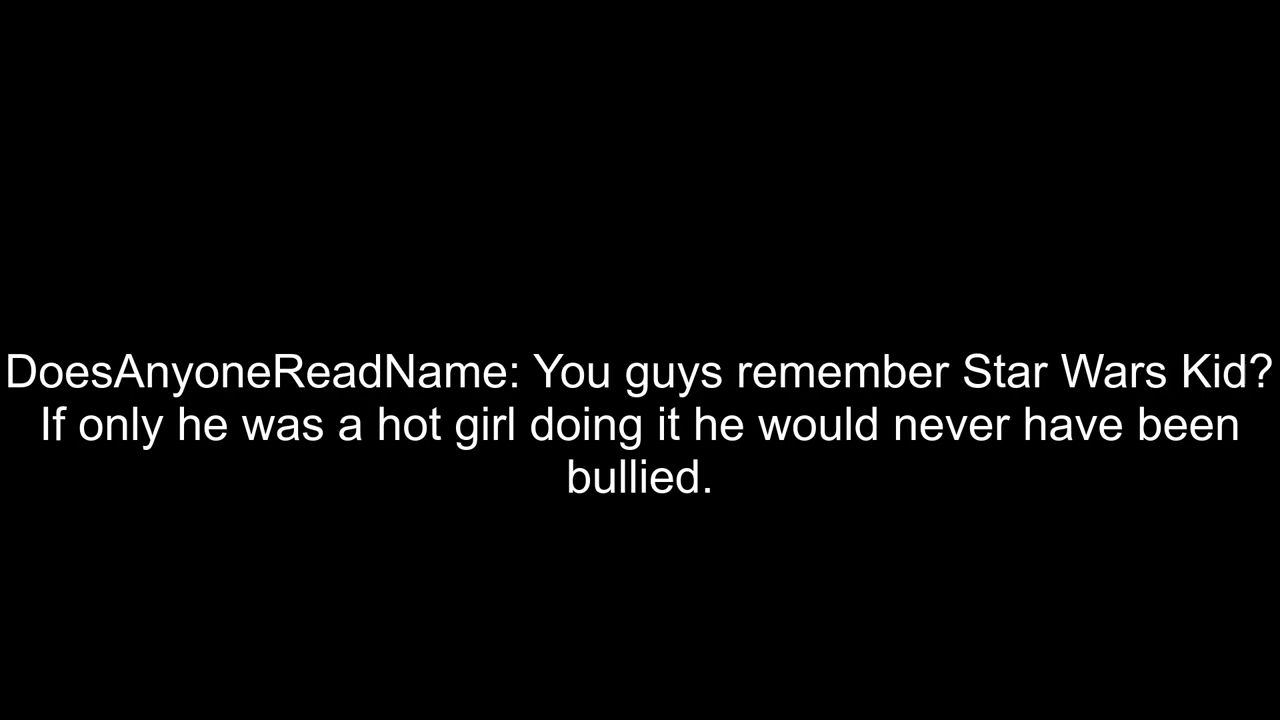 DoesAnyoneReadName: You guys remember Star Wars Kid?
If only he was a hot girl doing it he would never have been
bullied.